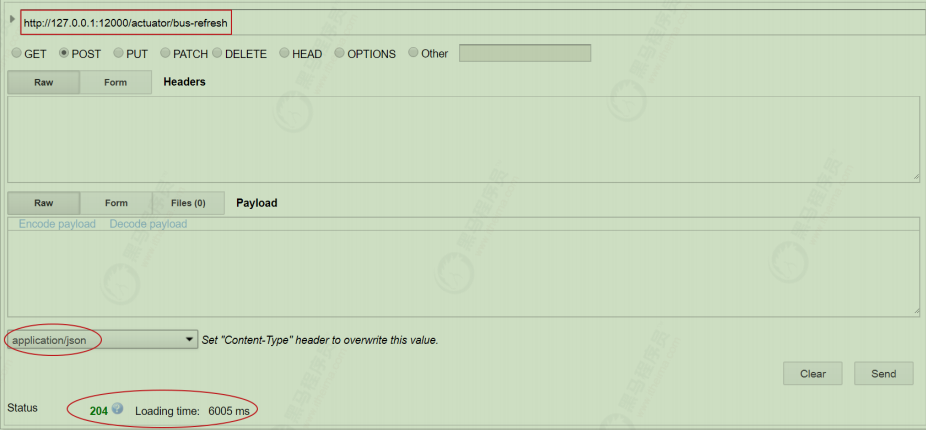 http://127.0.0.1:12000/actuator/bus-refresh
GET POST PUT PATCH DELETE HEAD OPTIONS Other
Raw Form Headers
Raw Form Files (0) Payload
Encode payload Decode payload
application/json Set "Content-Type" header to overwrite this value.
Clear Send
Status 204 Loading time: 6005 ms